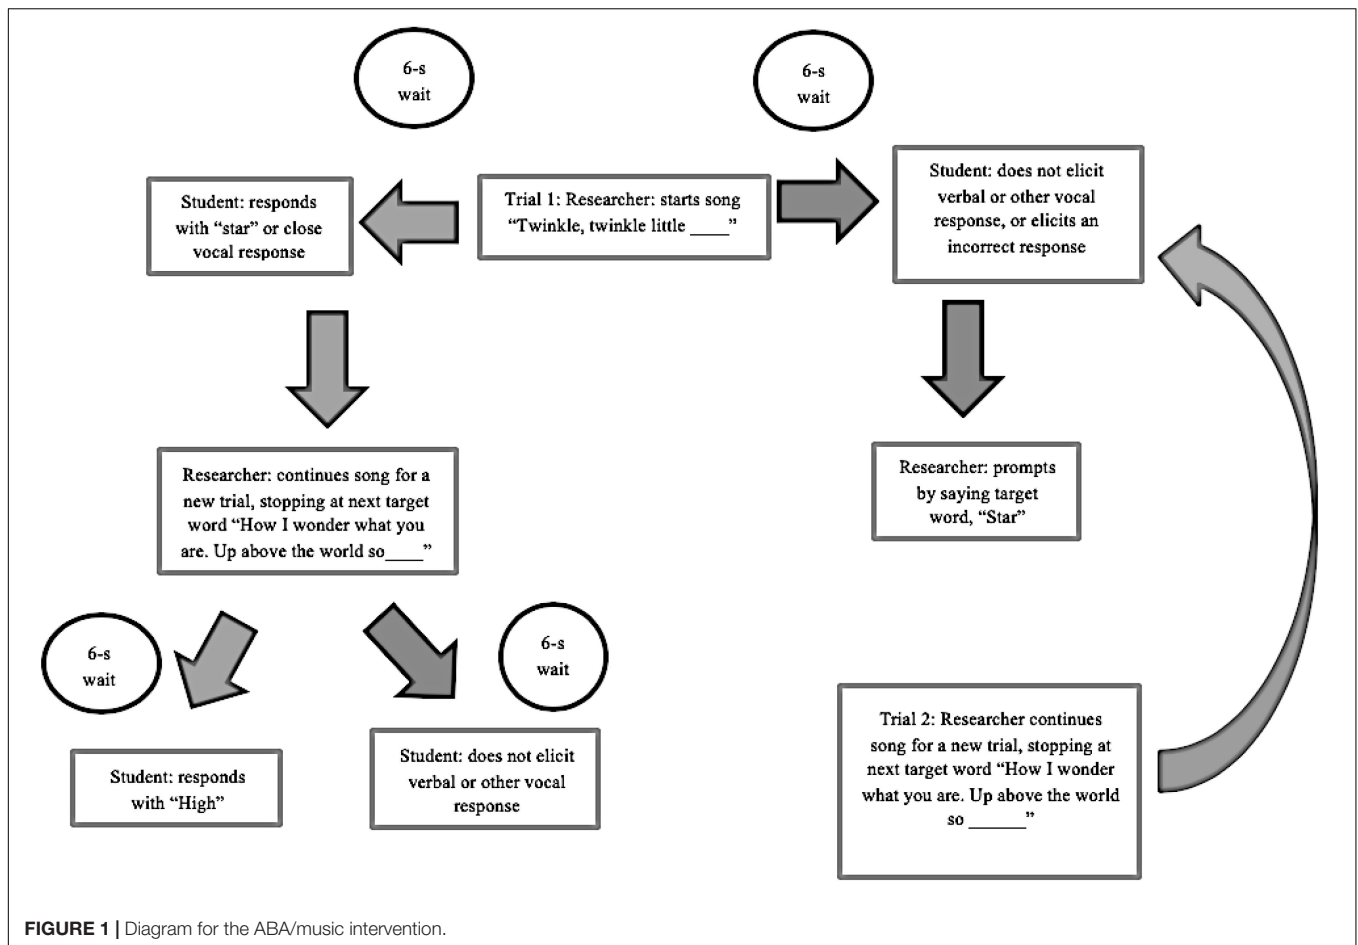 6-s
wait
6-s
wait
Student: responds
with “star” or close
vocal response
Trial 1: Researcher: starts song
“Twinkle, twinkle little ____”
Student: does not elicit
verbal or other vocal
response, or elicits an
incorrect response
Researcher: continues song for a
new trial, stopping at next target
word “How I wonder what you
are. Up above the world so____”
Researcher: prompts
by saying target
word, “Star”
6-s
wait
6-s
wait
Student: responds
with “High”
Student: does not elicit
verbal or other vocal
response
Trial 2: Researcher continues
song for a new trial, stopping at
next target word “How I wonder
what you are. Up above the world
so ______”
FIGURE 1 | Diagram for the ABA/music intervention.